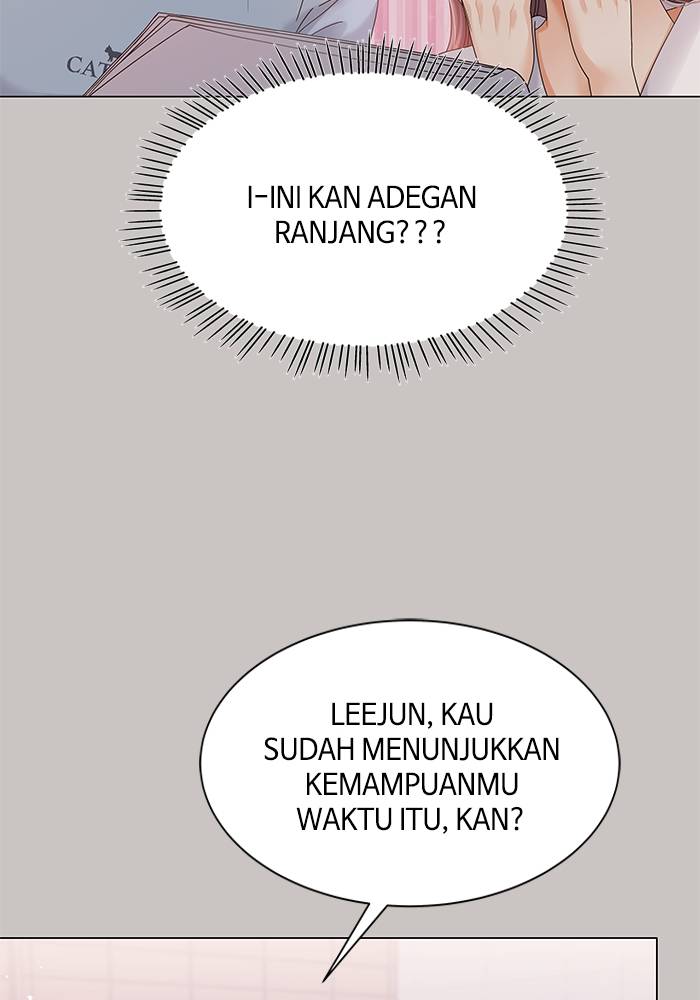 CAT
I-INI KAN ADEGAN
RANJANG???
LEEJUN, KAU
SUDAH MENUNJUKKAN
KEMAMPUANMU
WAKTU ITU, KAN?